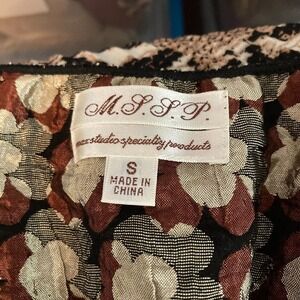 M.S.S.P.
max studio specialty products
S
MADE IN
CHINA